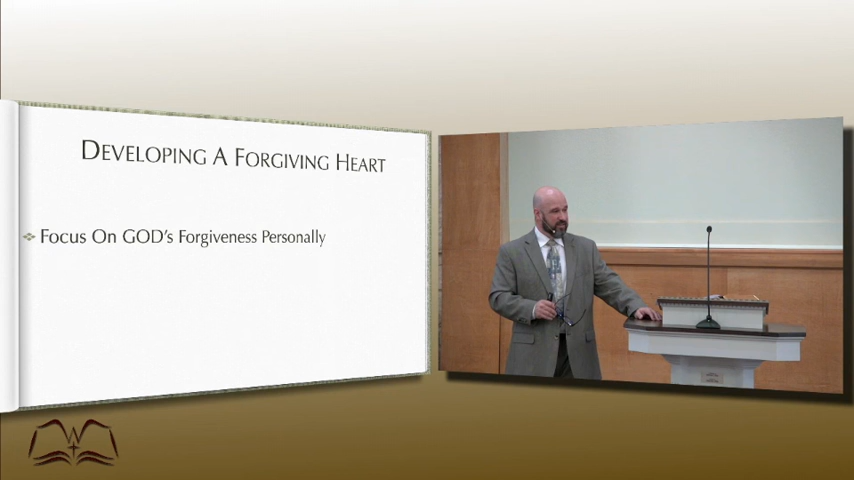 DEVELOPING A FORGIVING HEART
Focus On GOD's Forgiveness Personally